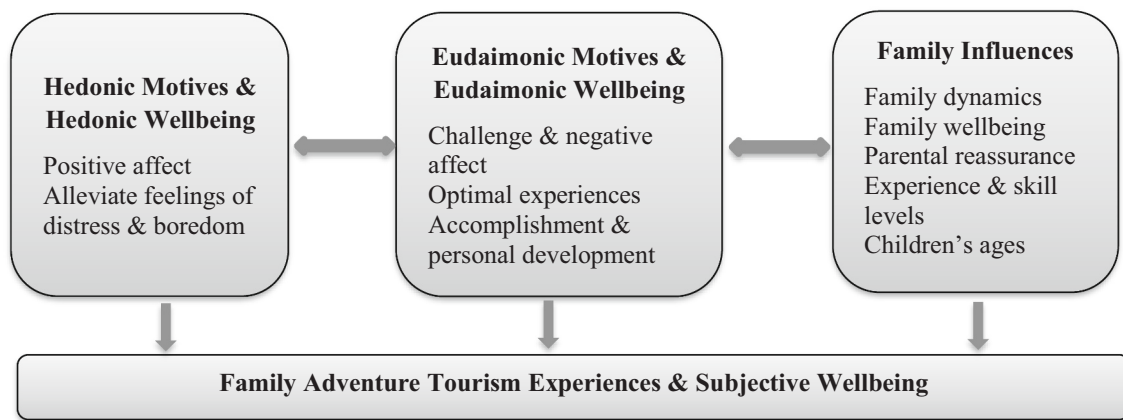 Hedonic Motives &
Hedonic Wellbeing
Positive affect
Alleviate feelings of
distress & boredom
Eudaimonic Motives &
Eudaimonic Wellbeing
Challenge & negative
affect
Optimal experiences
Accomplishment &
personal development
Family Influences
Family dynamics
Family wellbeing
Parental reassurance
Experience & skill
levels
Children’s ages
Family Adventure Tourism Experiences & Subjective Wellbeing